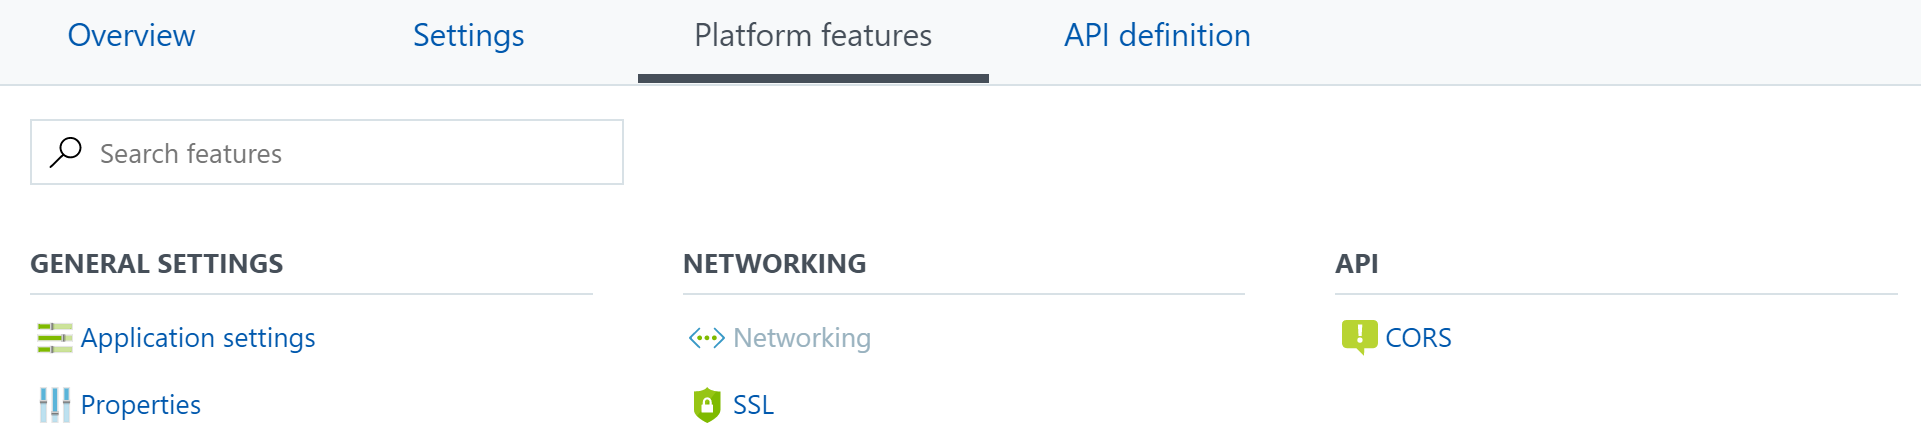 Overview Settings Platform features API definition
Search features
GENERAL SETTINGS NETWORKING API
Application settings Networking CORS
Properties SSL